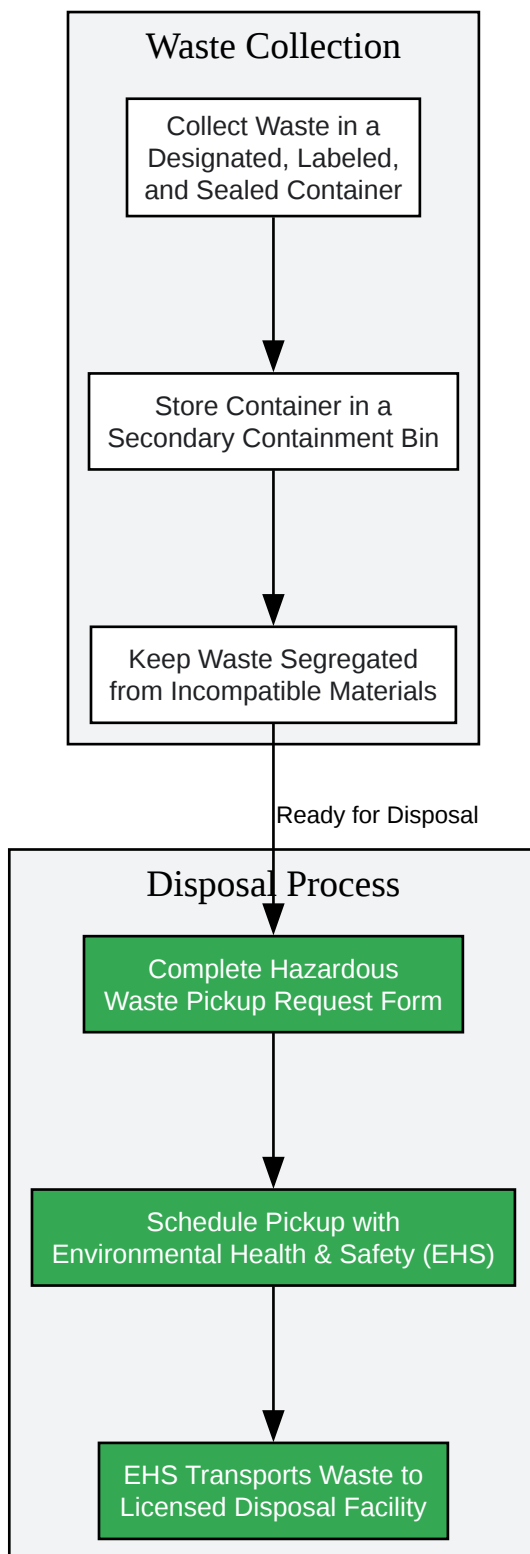 Waste Collection
Collect Waste in a
Designated, Labeled,
and Sealed Container
Store Container in a
Secondary Containment Bin
Keep Waste Segregated
from Incompatible Materials
Ready for Disposal
Disposal Process
Complete Hazardous
Waste Pickup Request Form
Schedule Pickup with
Environmental Health & Safety (EHS)
EHS Transports Waste to
Licensed Disposal Facility